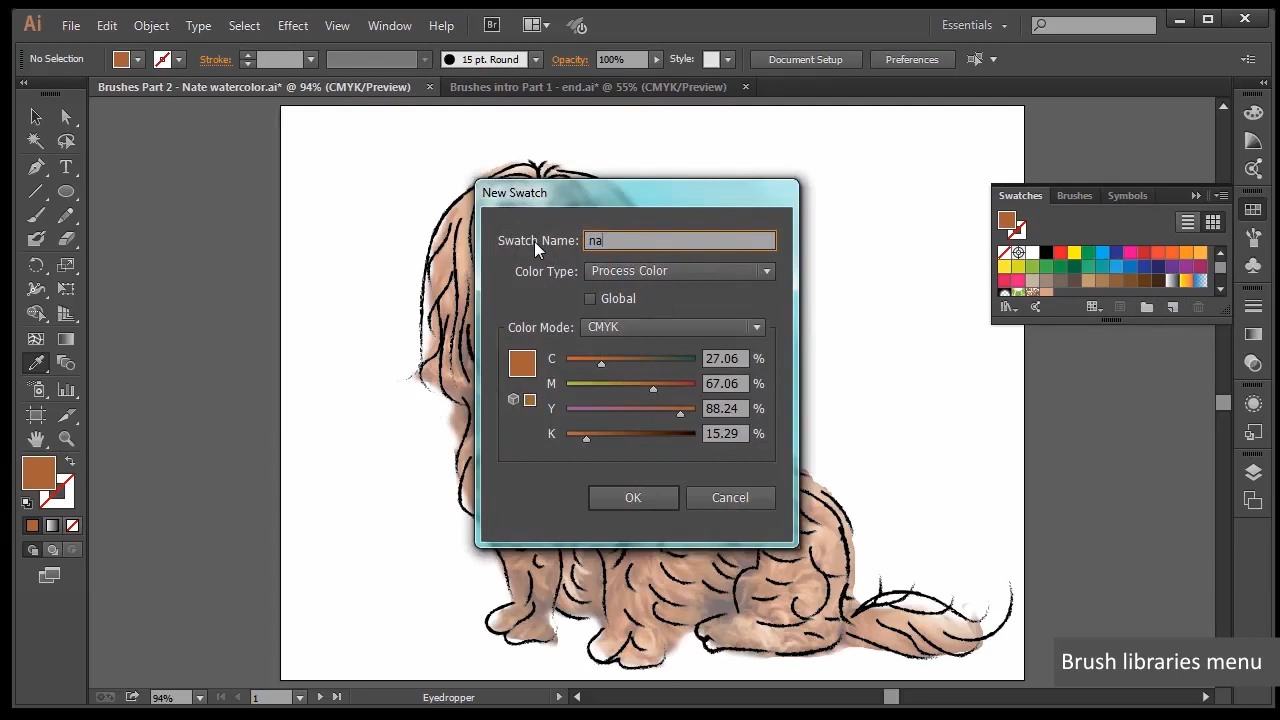 Ai File Edit Object Type Select Effect View Window Help Br Essentials
No Selection Stroke: 15 pt. Round Opacity: 100% Style: Document Setup Preferences
Brushes Part 2 - Nate watercolor.ai* @ 94% (CMYK/Preview) × Brushes intro Part 1 - end.ai* @ 55% (CMYK/Preview) ×
New Swatch
Swatches Brushes Symbols
Swatch Name: na
Color Type: Process Color
Global
Color Mode: CMYK
C 27.06 %
M 67.06 %
Y 88.24 %
K 15.29 %
OK Cancel
Brush libraries menu
94% 1 Eyedropper